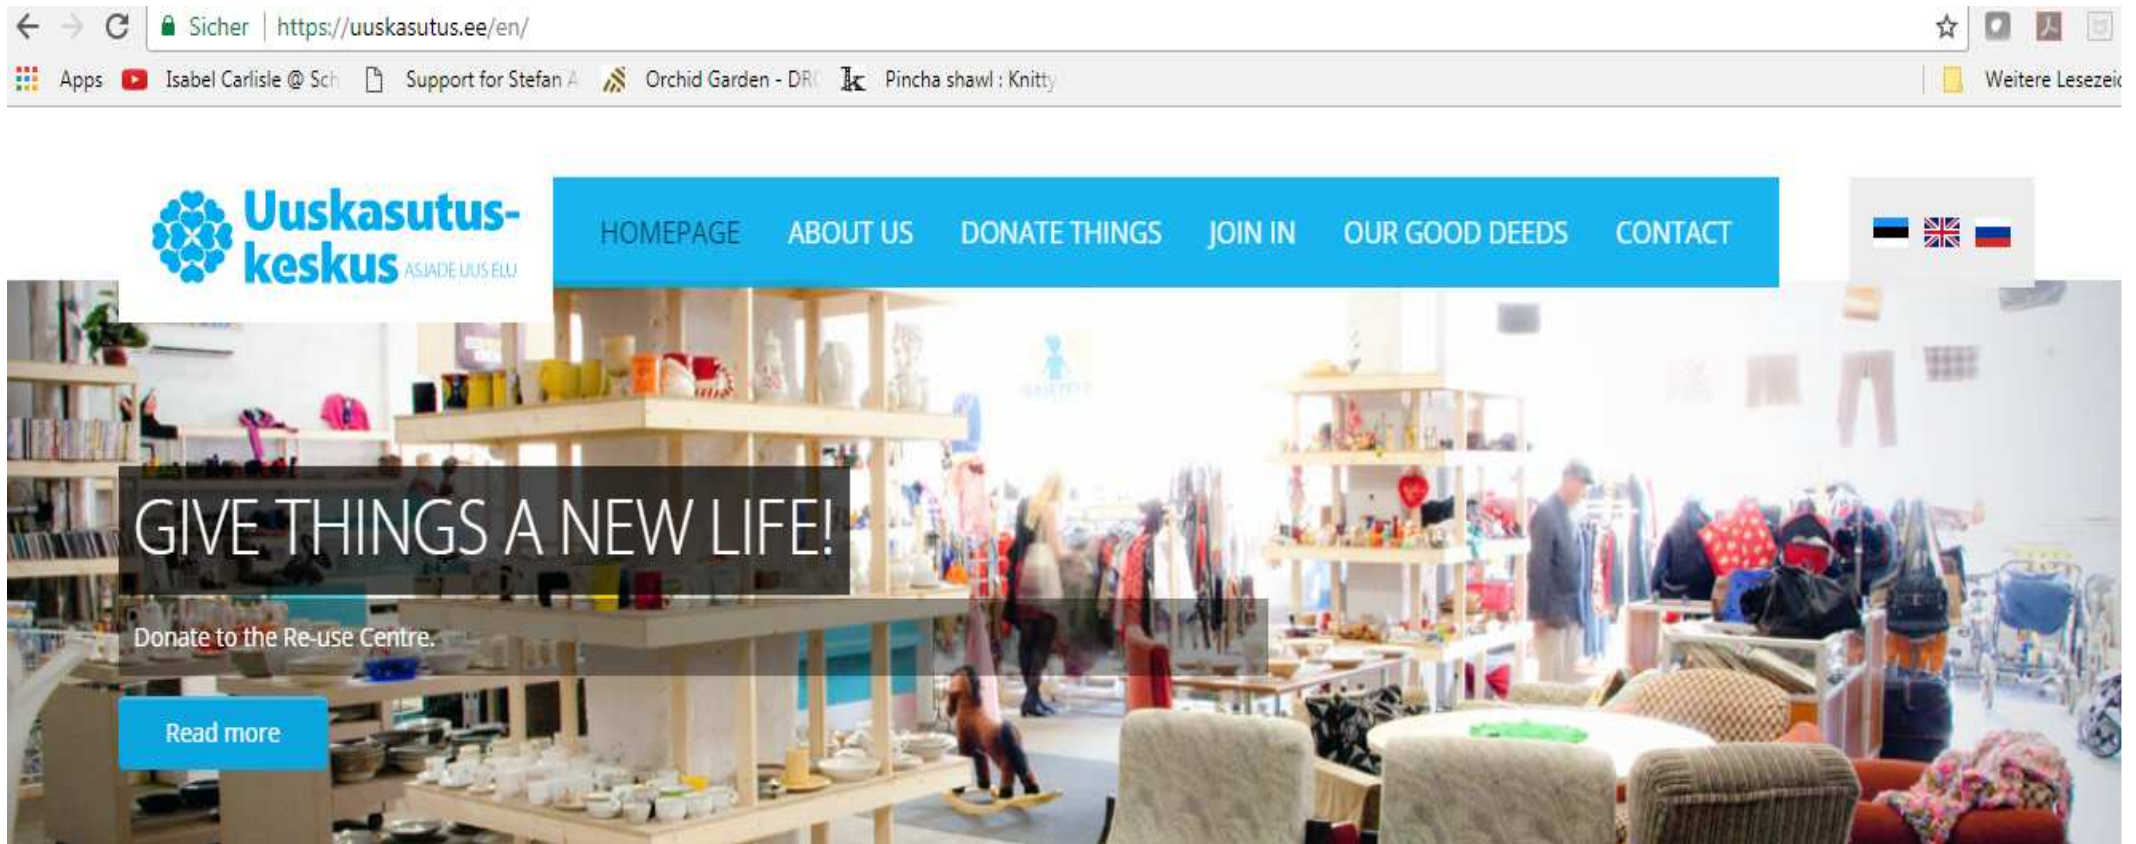 Sicher https://uuskasutus.ee/en/
Apps Isabel Carlisle @ Sch Support for Stefan A Orchid Garden - DR Pincha shawl : Knitty Weitere Lesezeic
Uuskasutus-
keskus ASJADE UUS ELU
HOMEPAGE ABOUT US DONATE THINGS JOIN IN OUR GOOD DEEDS CONTACT
GIVE THINGS A NEW LIFE!
Donate to the Re-use Centre.
Read more